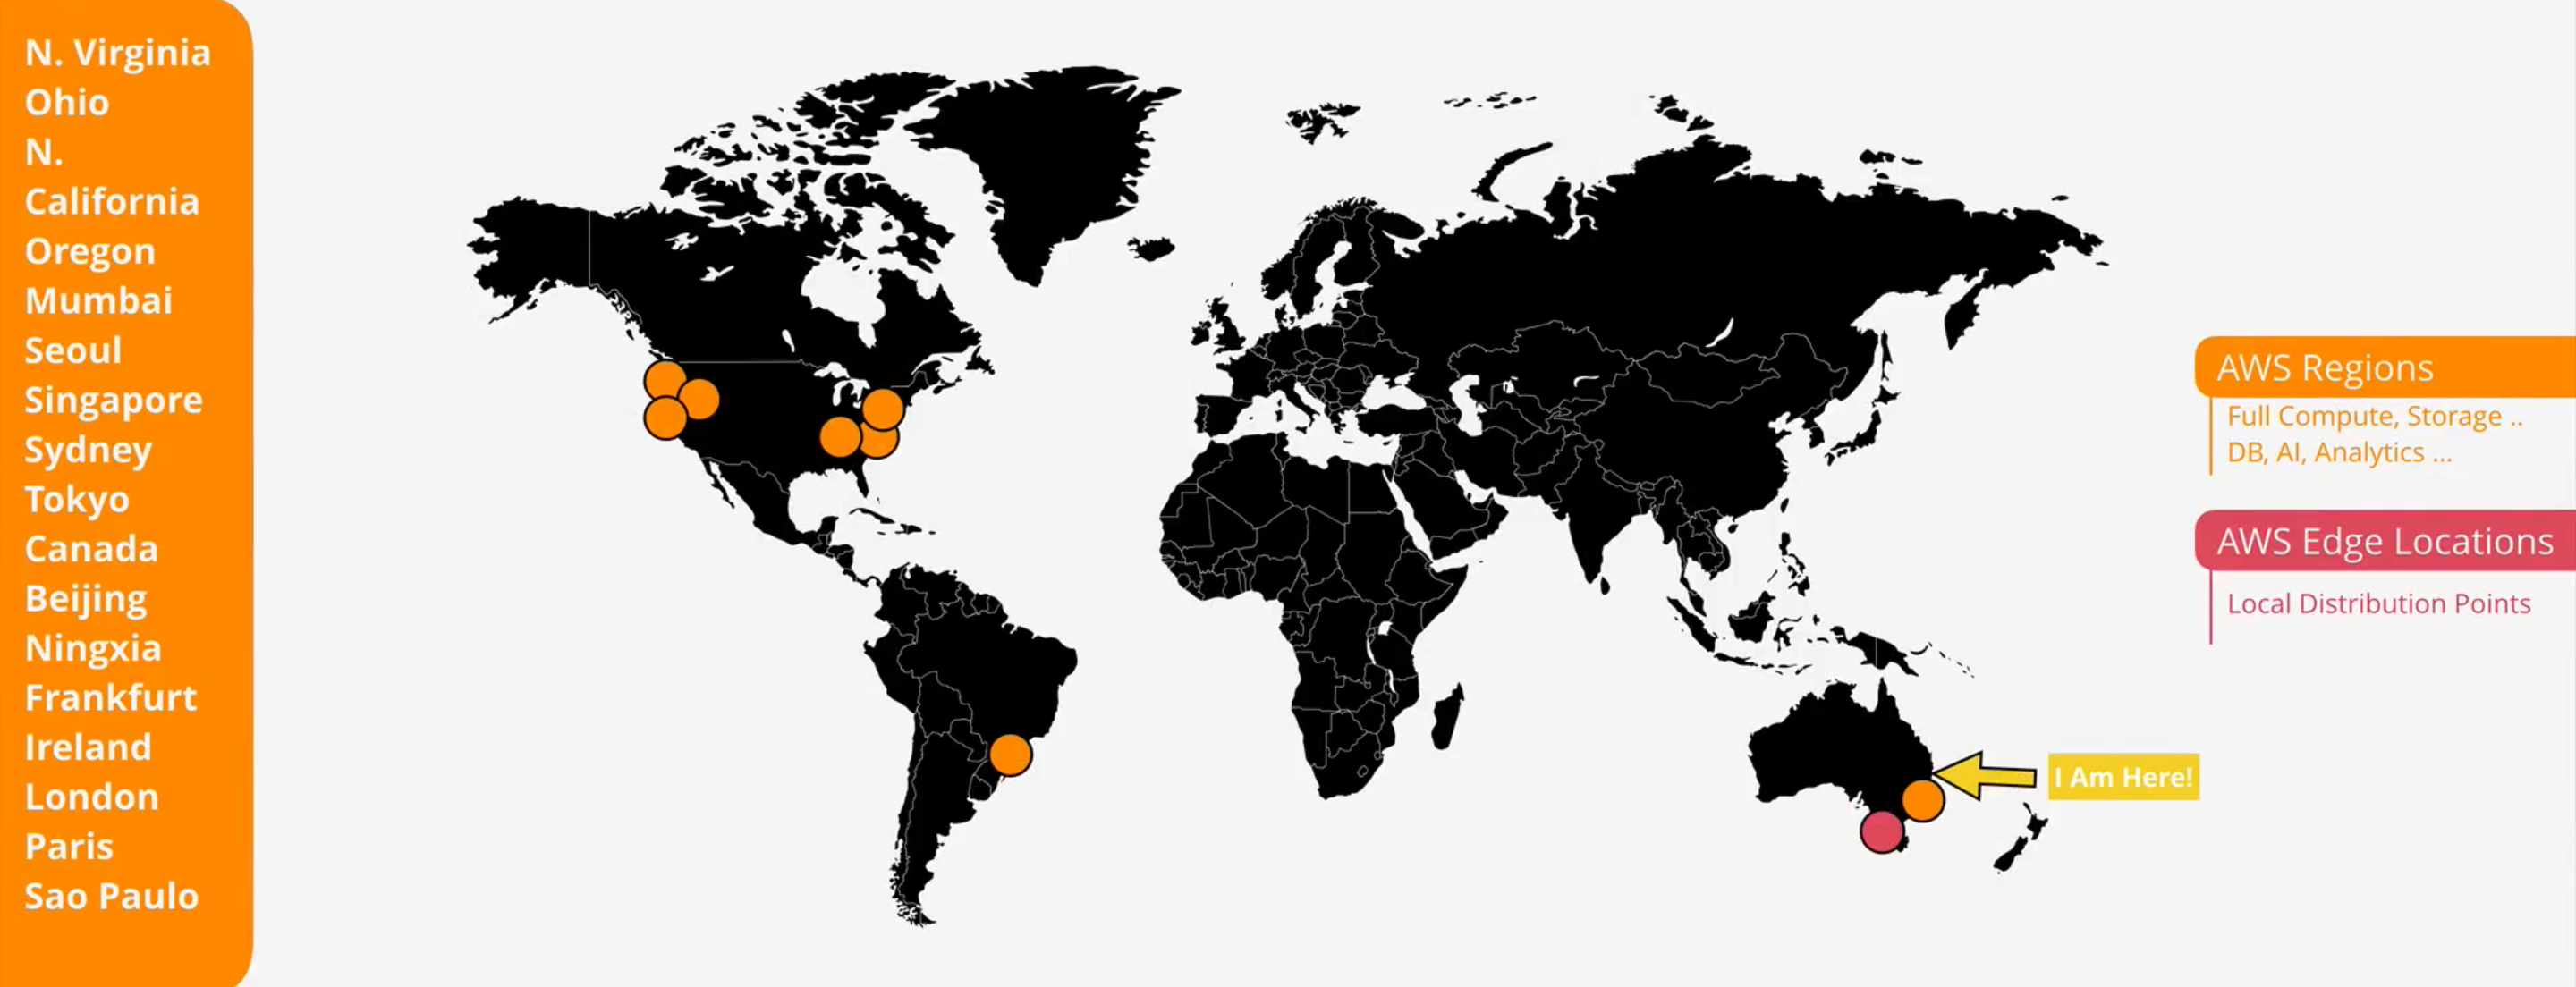 N. Virginia
Ohio
N.
California
Oregon
Mumbai
Seoul
Singapore
Sydney
Tokyo
Canada
Beijing
Ningxia
Frankfurt
Ireland
London
Paris
Sao Paulo
AWS Regions
Full Compute, Storage ..
DB, AI, Analytics ...
AWS Edge Locations
Local Distribution Points
I Am Here!